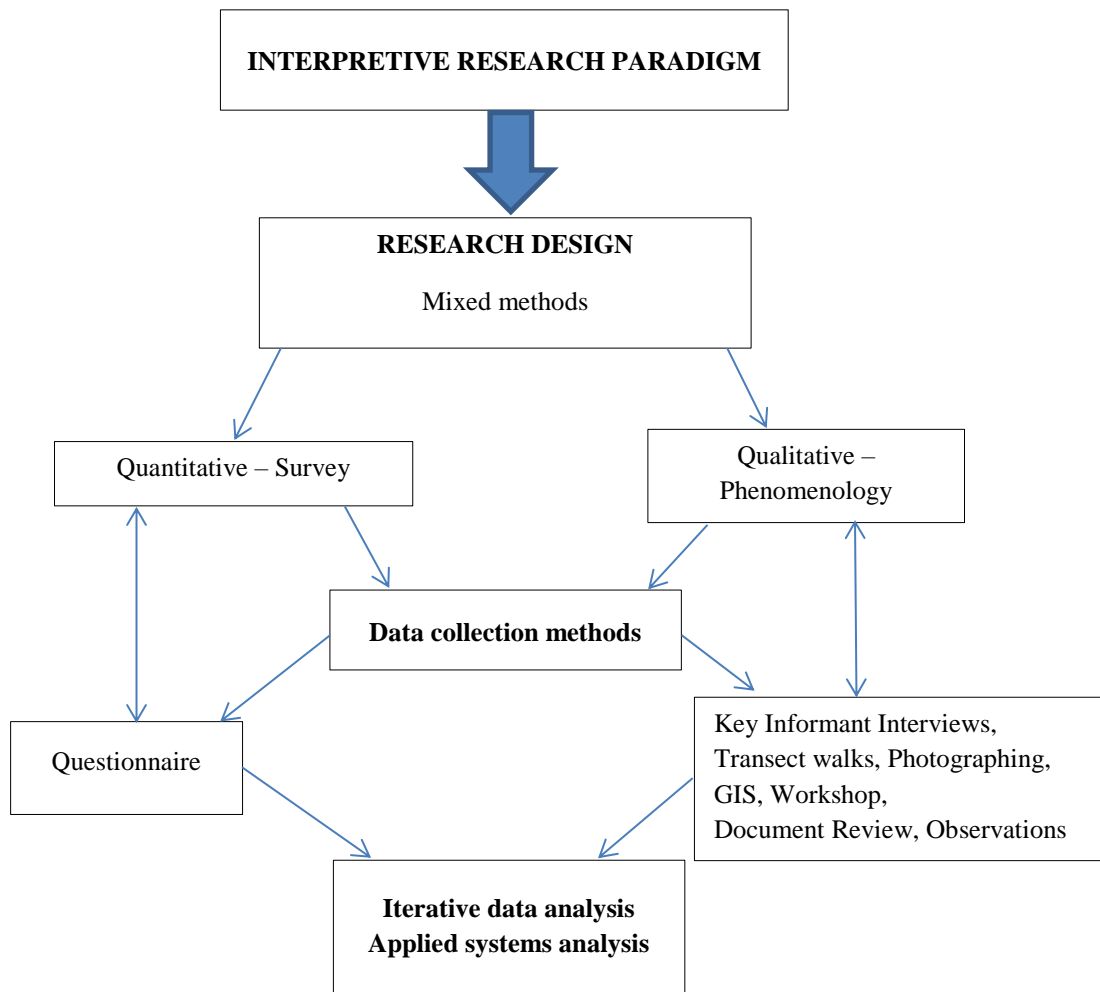 INTERPRETIVE RESEARCH PARADIGM
RESEARCH DESIGN
Mixed methods
Quantitative – Survey
Qualitative –
Phenomenology
Data collection methods
Questionnaire
Key Informant Interviews,
Transect walks, Photographing,
GIS, Workshop,
Document Review, Observations
Iterative data analysis
Applied systems analysis